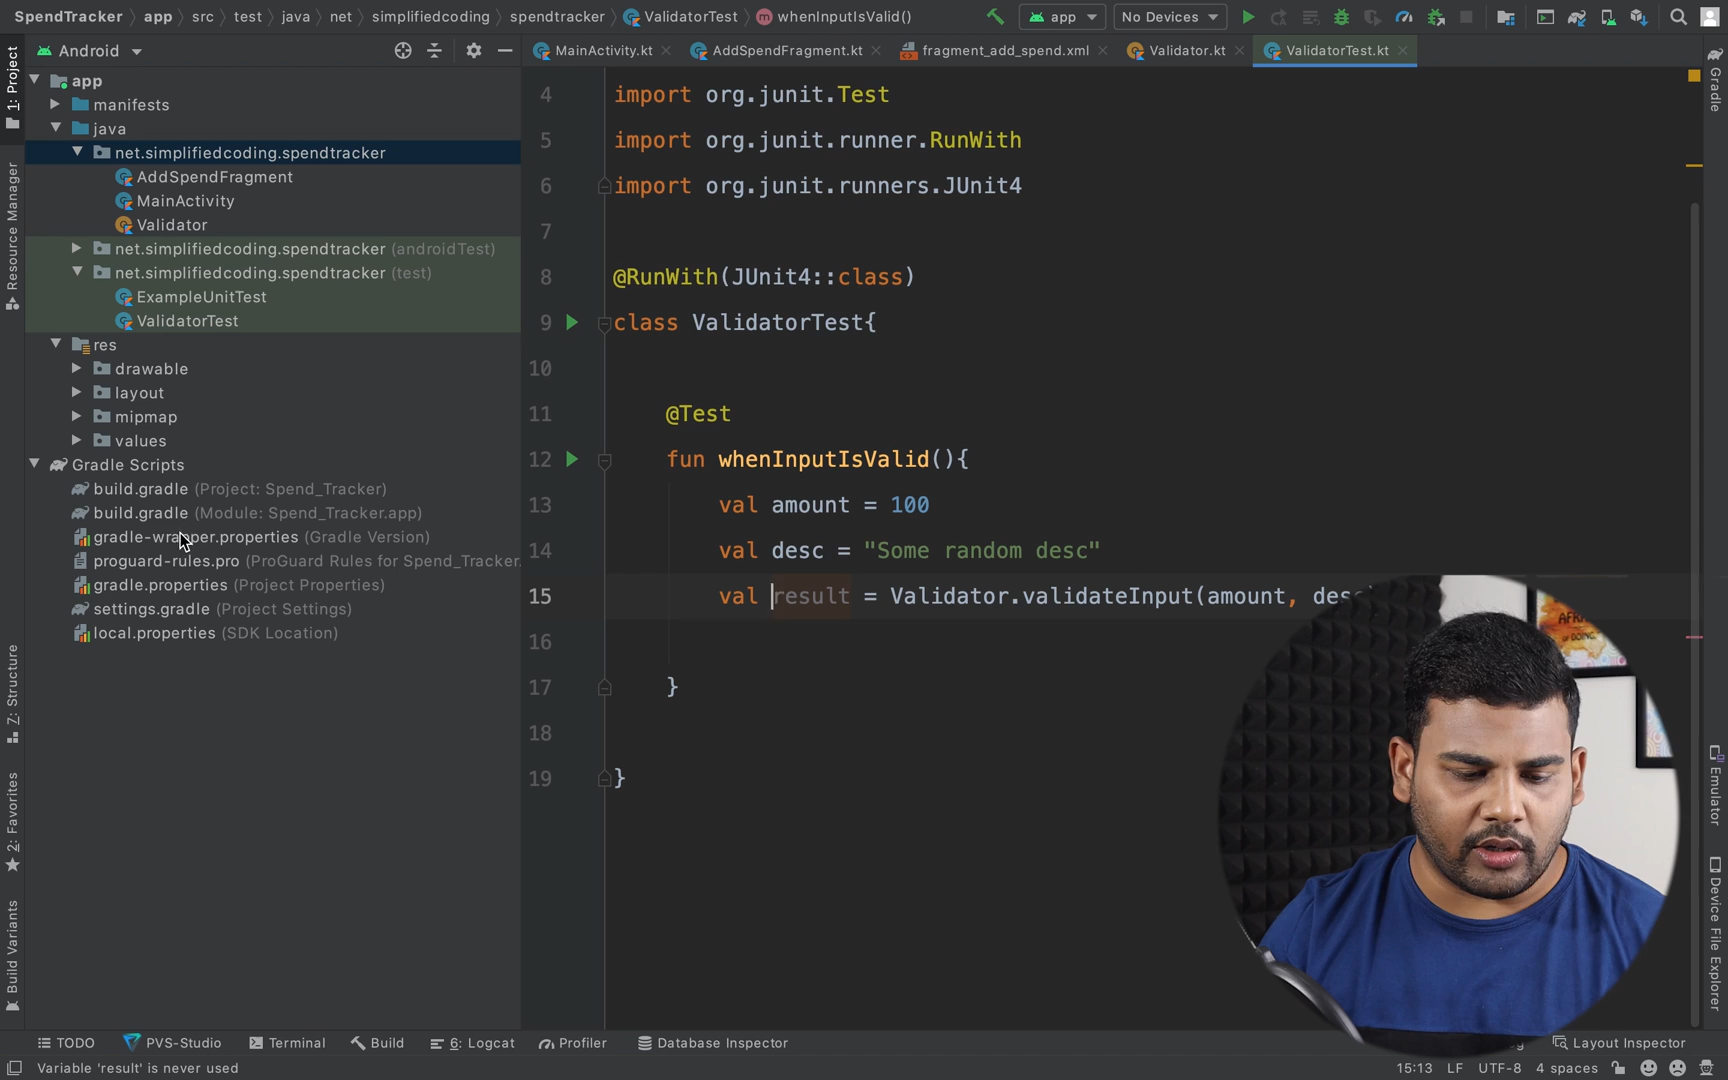 SpendTracker app src test java net simplifiedcoding spendtracker ValidatorTest whenInputIsValid() app No Devices
1: Project
Android
MainActivity.kt AddSpendFragment.kt fragment_add_spend.xml Validator.kt ValidatorTest.kt
Gradle
app
manifests
java
net.simplifiedcoding.spendtracker
AddSpendFragment
MainActivity
Validator
net.simplifiedcoding.spendtracker (androidTest)
net.simplifiedcoding.spendtracker (test)
ExampleUnitTest
ValidatorTest
res
drawable
layout
mipmap
values
Gradle Scripts
build.gradle (Project: Spend_Tracker)
build.gradle (Module: Spend_Tracker.app)
gradle-wrapper.properties (Gradle Version)
proguard-rules.pro (ProGuard Rules for Spend_Tracker.
gradle.properties (Project Properties)
settings.gradle (Project Settings)
local.properties (SDK Location)
Resource Manager
7: Structure
2: Favorites
Build Variants
4 import org.junit.Test
5 import org.junit.runner.RunWith
6 import org.junit.runners.JUnit4
7
8 @RunWith(JUnit4::class)
9 class ValidatorTest{
10
11 @Test
12 fun whenInputIsValid(){
13 val amount = 100
14 val desc = "Some random desc"
15 val result = Validator.validateInput(amount, desc
16
17 }
18
19 }
OF DOING.
Emulator
Device File Explorer
TODO PVS-Studio Terminal Build 6: Logcat Profiler Database Inspector Layout Inspector
Variable 'result' is never used 15:13 LF UTF-8 4 spaces